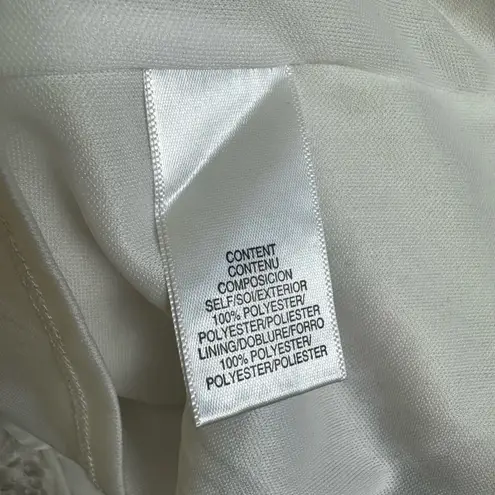 CONTENT
CONTENU
COMPOSICION
SELF/SOI/EXTERIOR
100% POLYESTER/
POLYESTER/POLIESTER
LINING/DOBLURE/FORRO
100% POLYESTER/
POLYESTER/POLIESTER